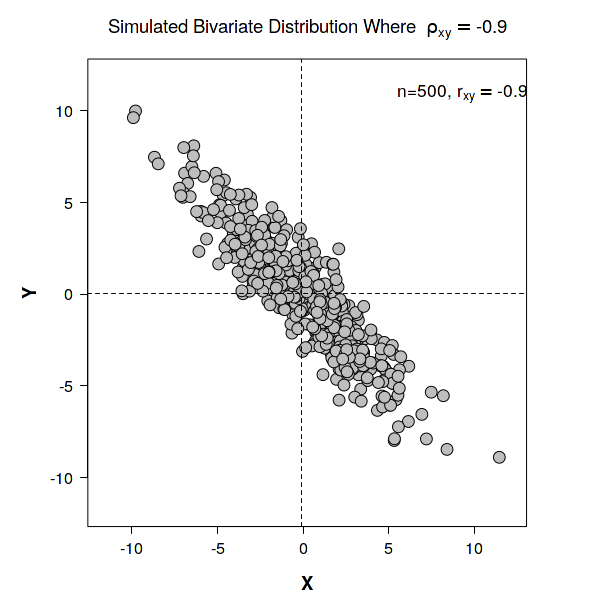 Simulated Bivariate Distribution Where ρxy = -0.9
n=500, rxy = -0.9
10
5
0
-5
-10
Y
-10 -5 0 5 10
X